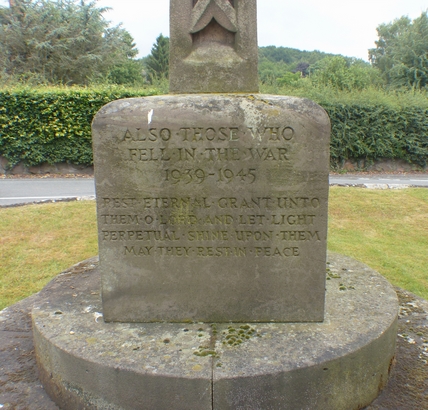 ALSO·THOSE·WHO
FELL·IN·THE·WAR
1939-1945
REST ETERNAL·GRANT UNTO
THEM·O·LORD·AND LET·LIGHT
PERPETUAL·SHINE UPON·THEM
MAY THEY·REST·IN·PEACE